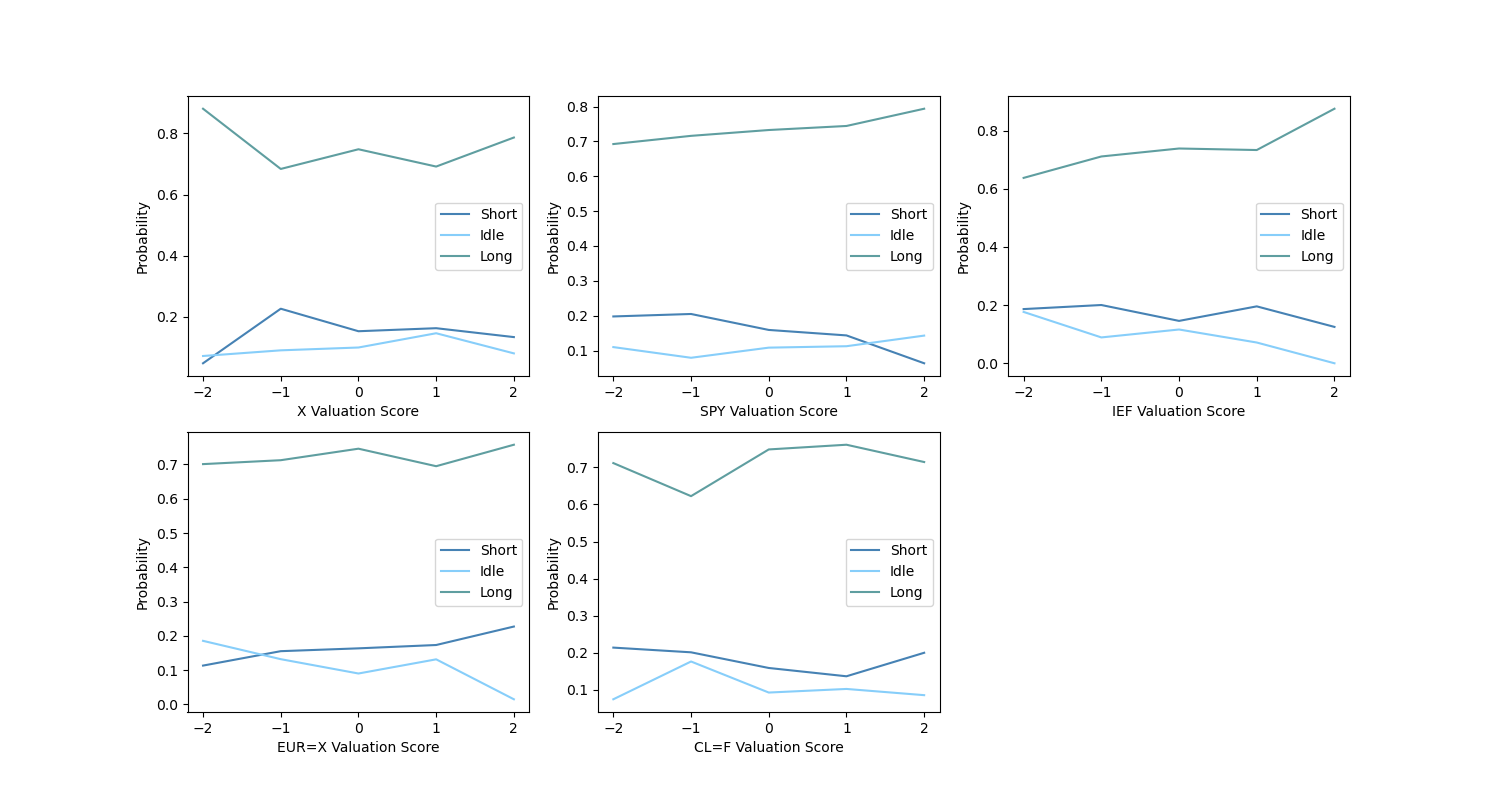 0.8
0.6
0.4
0.2
Probability
−2 −1 0 1 2
X Valuation Score
Short
Idle
Long
0.8
0.7
0.6
0.5
0.4
0.3
0.2
0.1
Probability
−2 −1 0 1 2
SPY Valuation Score
Short
Idle
Long
0.8
0.6
0.4
0.2
0.0
Probability
−2 −1 0 1 2
IEF Valuation Score
Short
Idle
Long
0.7
0.6
0.5
0.4
0.3
0.2
0.1
0.0
Probability
−2 −1 0 1 2
EUR=X Valuation Score
Short
Idle
Long
0.7
0.6
0.5
0.4
0.3
0.2
0.1
Probability
−2 −1 0 1 2
CL=F Valuation Score
Short
Idle
Long